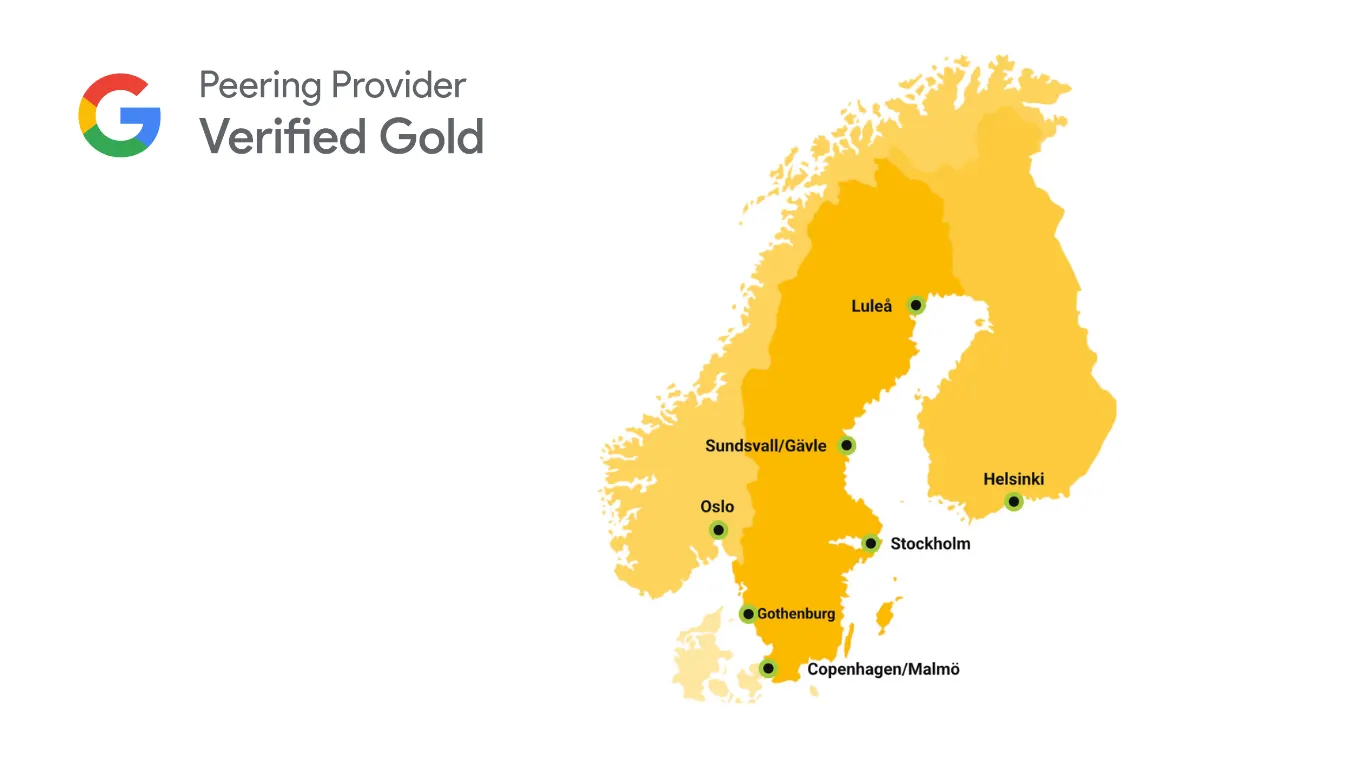 Peering Provider
Verified Gold
Luleå
Sundsvall/Gävle
Helsinki
Oslo
Stockholm
Gothenburg
Copenhagen/Malmö